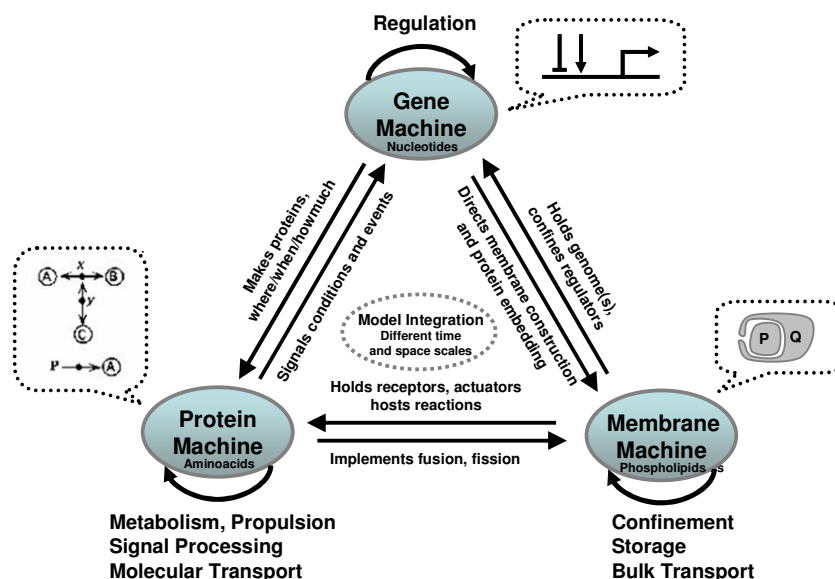 Regulation
Gene
Machine
Nucleotides
Makes proteins,
where/when/howmuch
Signals conditions and events
Directs membrane construction
and protein embedding
Holds genome(s),
confines regulators
x
A
B
y
C
P
A
Model Integration
Different time
and space scales
P
Q
Holds receptors, actuators
hosts reactions
Protein
Machine
Aminoacids
Implements fusion, fission
Membrane
Machine
Phospholipids s
Metabolism, Propulsion
Signal Processing
Molecular Transport
Confinement
Storage
Bulk Transport